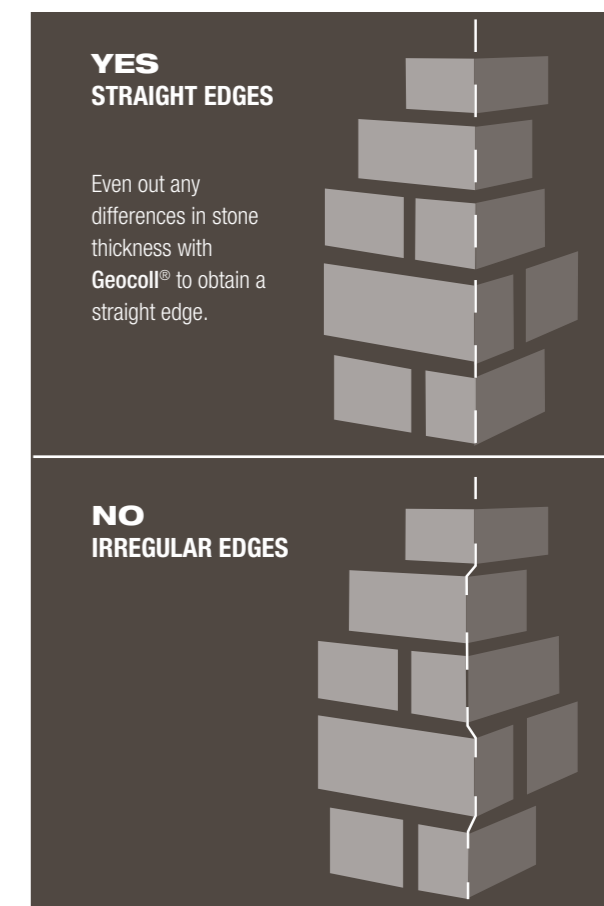 YES
STRAIGHT EDGES
Even out any
differences in stone
thickness with
Geocoll® to obtain a
straight edge.
NO
IRREGULAR EDGES